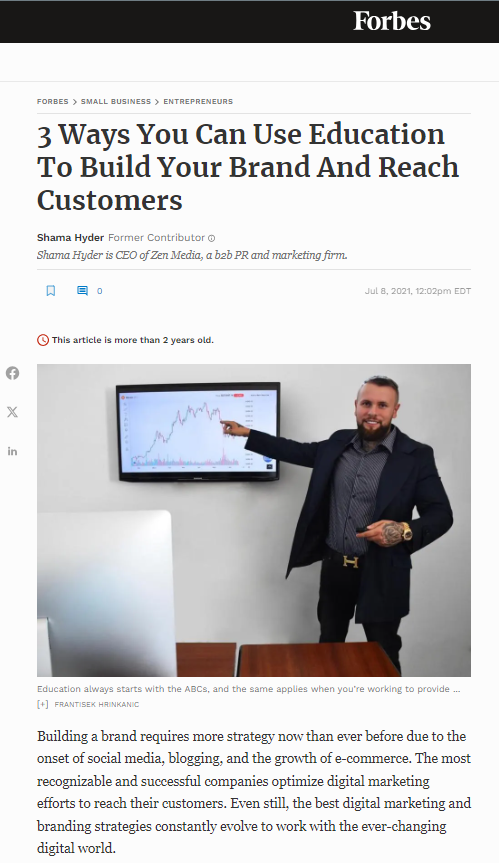 Forbes
FORBES > SMALL BUSINESS > ENTREPRENEURS
3 Ways You Can Use Education
To Build Your Brand And Reach
Customers
Shama Hyder Former Contributor
Shama Hyder is CEO of Zen Media, a b2b PR and marketing firm.
0
Jul 8, 2021, 12:02pm EDT
This article is more than 2 years old.
Education always starts with the ABCs, and the same applies when you're working to provide ...
[+] FRANTISEK HRINKANIC
Building a brand requires more strategy now than ever before due to the
onset of social media, blogging, and the growth of e-commerce. The most
recognizable and successful companies optimize digital marketing
efforts to reach their customers. Even still, the best digital marketing and
branding strategies constantly evolve to work with the ever-changing
digital world.